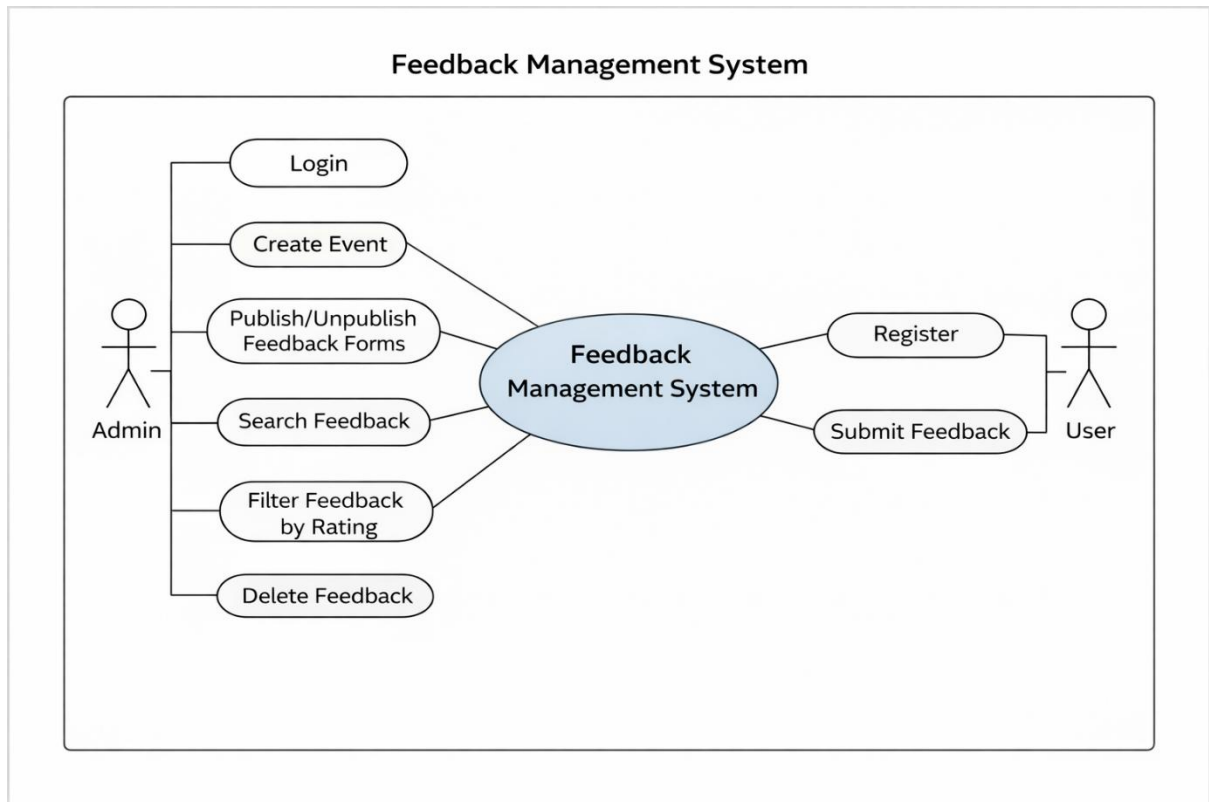 Feedback Management System
Login
Create Event
Publish/Unpublish
Feedback Forms
Search Feedback
Filter Feedback
by Rating
Delete Feedback
Admin
Feedback
Management System
Register
Submit Feedback
User